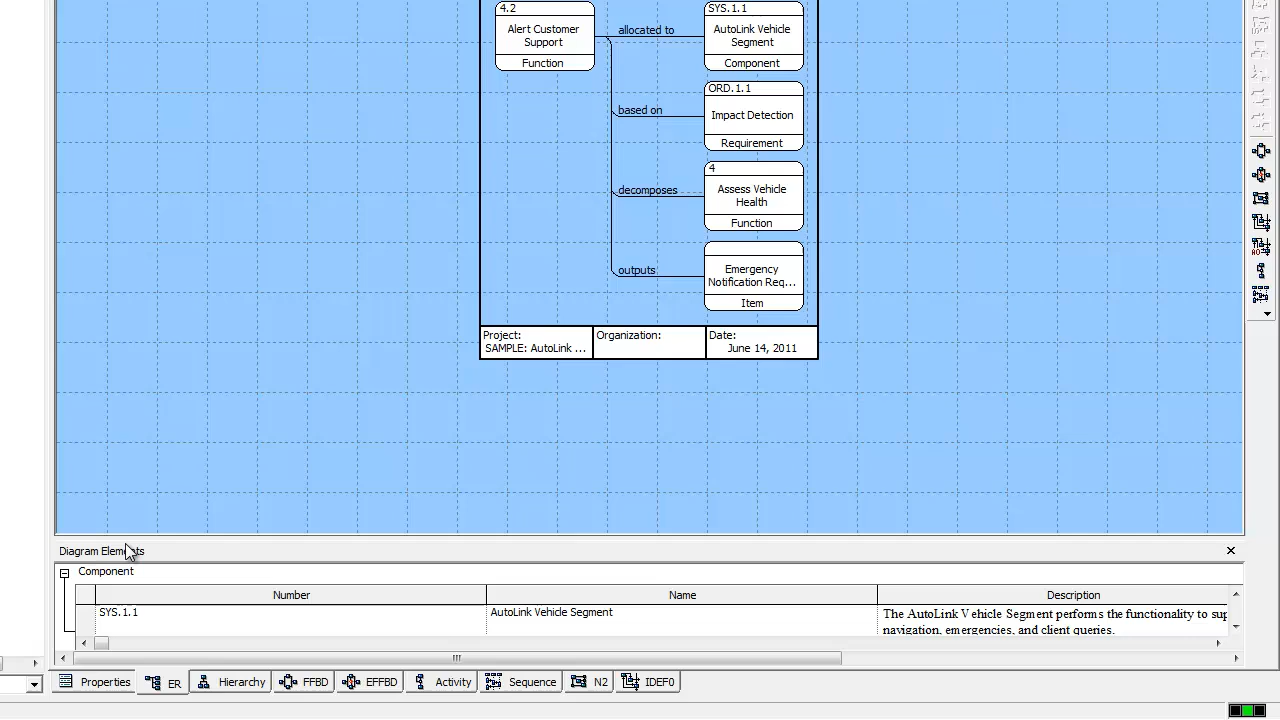 4.2
Alert Customer
Support
Function
allocated to
SYS.1.1
AutoLink Vehicle
Segment
Component
based on
ORD.1.1
Impact Detection
Requirement
decomposes
4
Assess Vehicle
Health
Function
outputs
Emergency
Notification Req...
Item
Project:
SAMPLE: AutoLink ...
Organization:
Date:
June 14, 2011
Diagram Elements
Component
Number Name Description
SYS.1.1 AutoLink Vehicle Segment The AutoLink Vehicle Segment performs the functionality to sup
navigation, emergencies, and client queries.
Properties ER Hierarchy FFBD EFFBD Activity Sequence N2 IDEF0